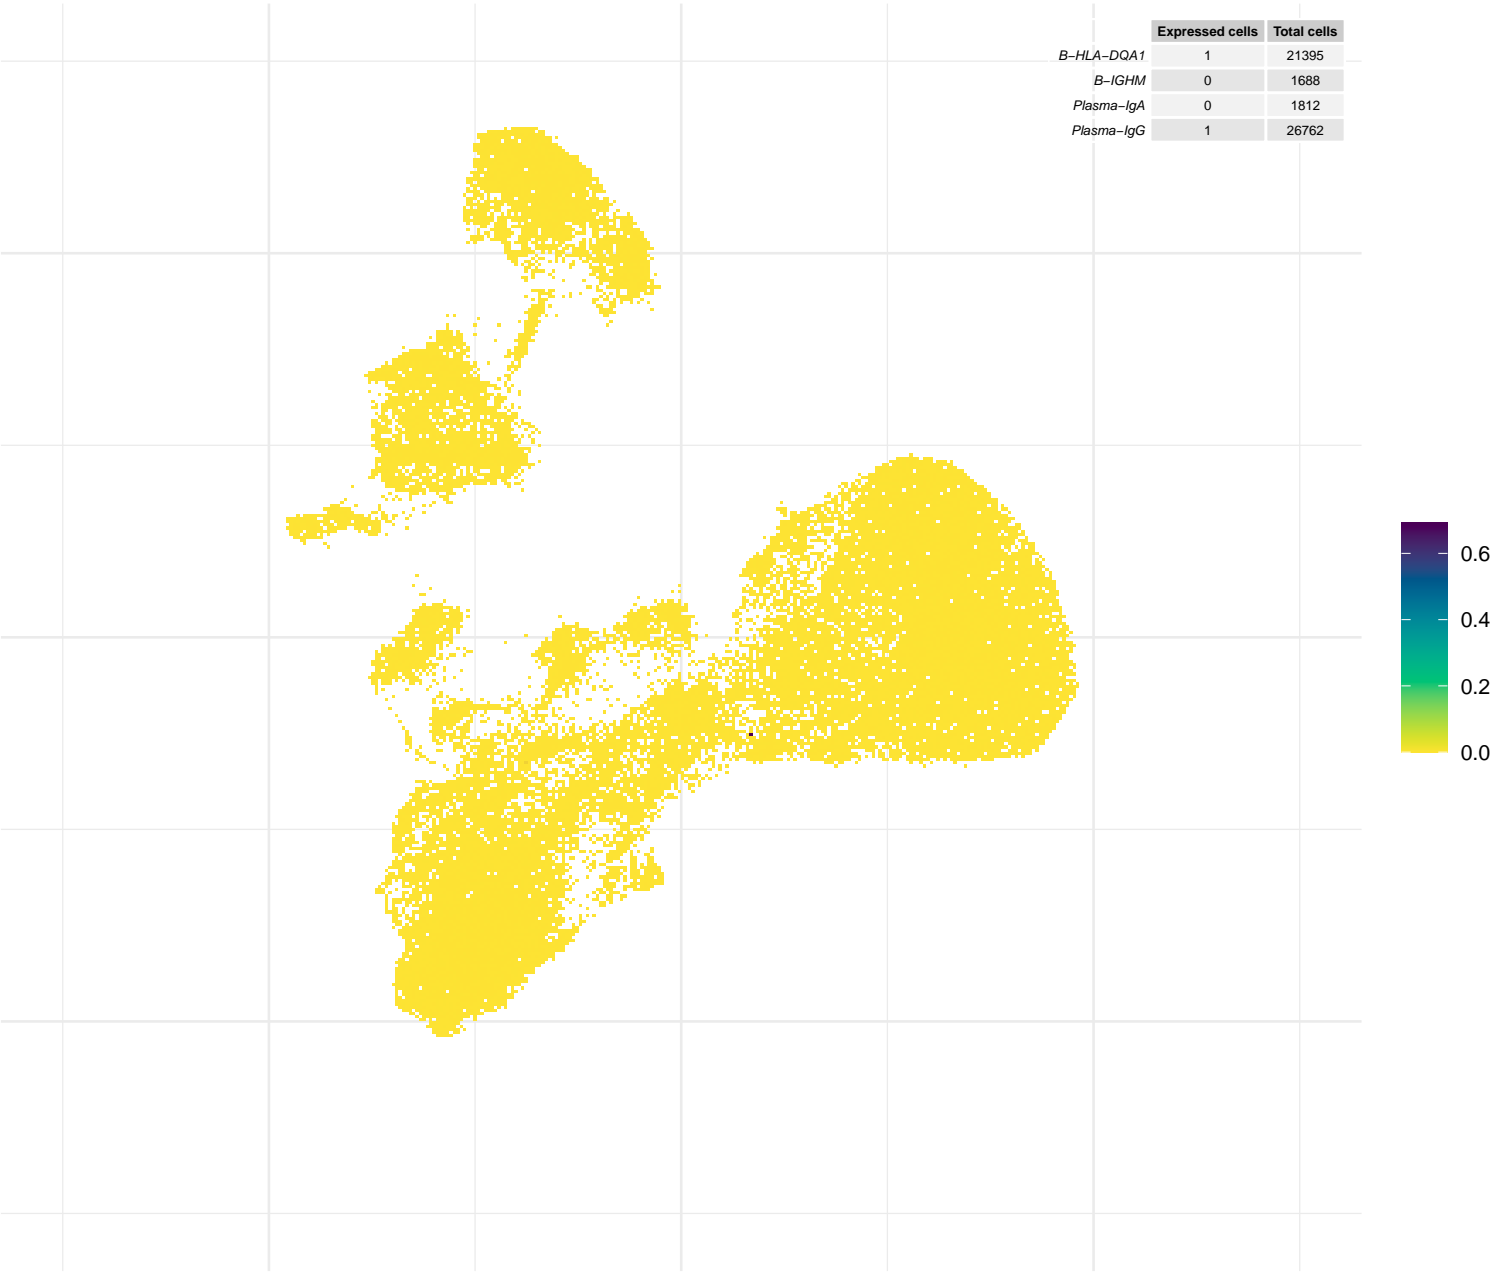 Expressed cells Total cells
B−HLA−DQA1 1 21395
B−IGHM 0 1688
Plasma−IgA 0 1812
Plasma−IgG 1 26762
0.6
0.4
0.2
0.0